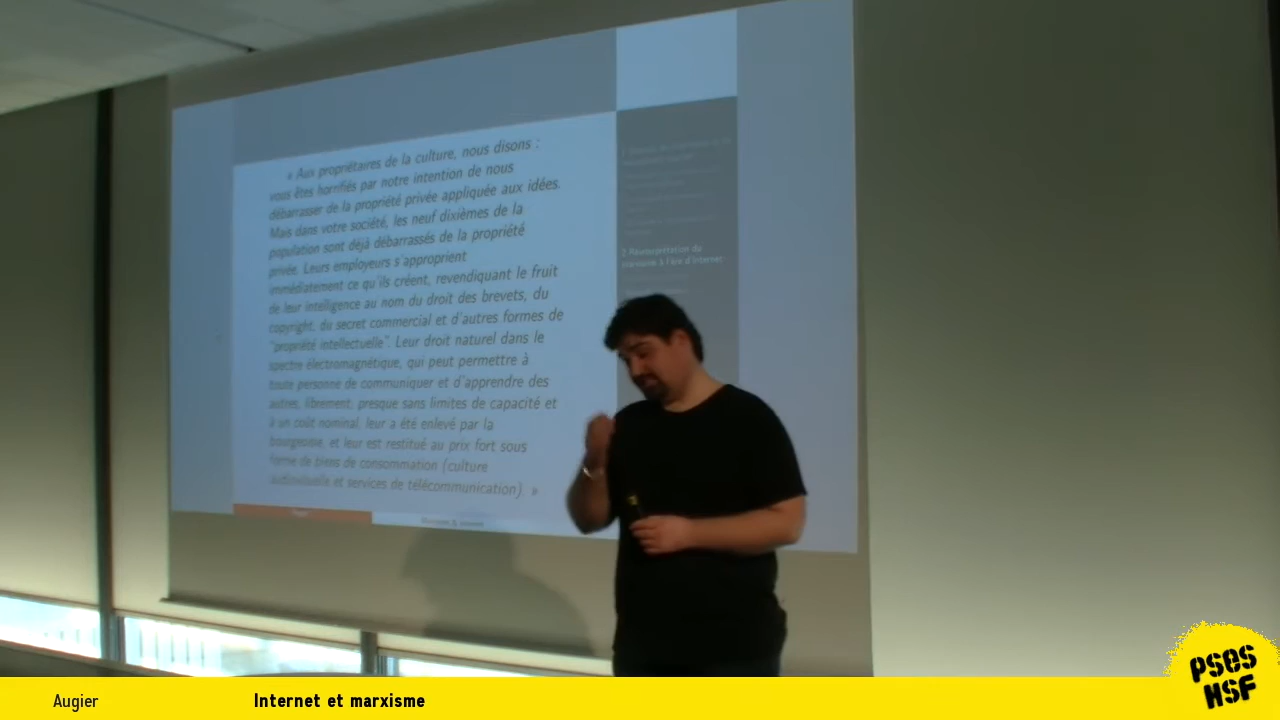 « Aux propriétaires de la culture, nous disons :
vous êtes horrifiés par notre intention de nous
débarrasser de la propriété privée appliquée aux idées.
Mais dans votre société, les neuf dixièmes de la
population sont déjà débarrassés de la propriété
privée. Leurs employeurs s'approprient
immédiatement ce qu'ils créent, revendiquant le fruit
de leur intelligence au nom du droit des brevets, du
copyright, du secret commercial et d'autres formes de
"propriété intellectuelle". Leur droit naturel dans le
spectre électromagnétique, qui peut permettre à
toute personne de communiquer et d'apprendre des
autres, librement, presque sans limites de capacité et
à un coût nominal, leur a été enlevé par la
bourgeoisie, et leur est restitué au prix fort sous
forme de biens de consommation (culture
audiovisuelle et services de télécommunication). »
2 Réinterprétation du
marxisme à l'ère d'Internet
Augier
Internet et marxisme
PSES
HSF